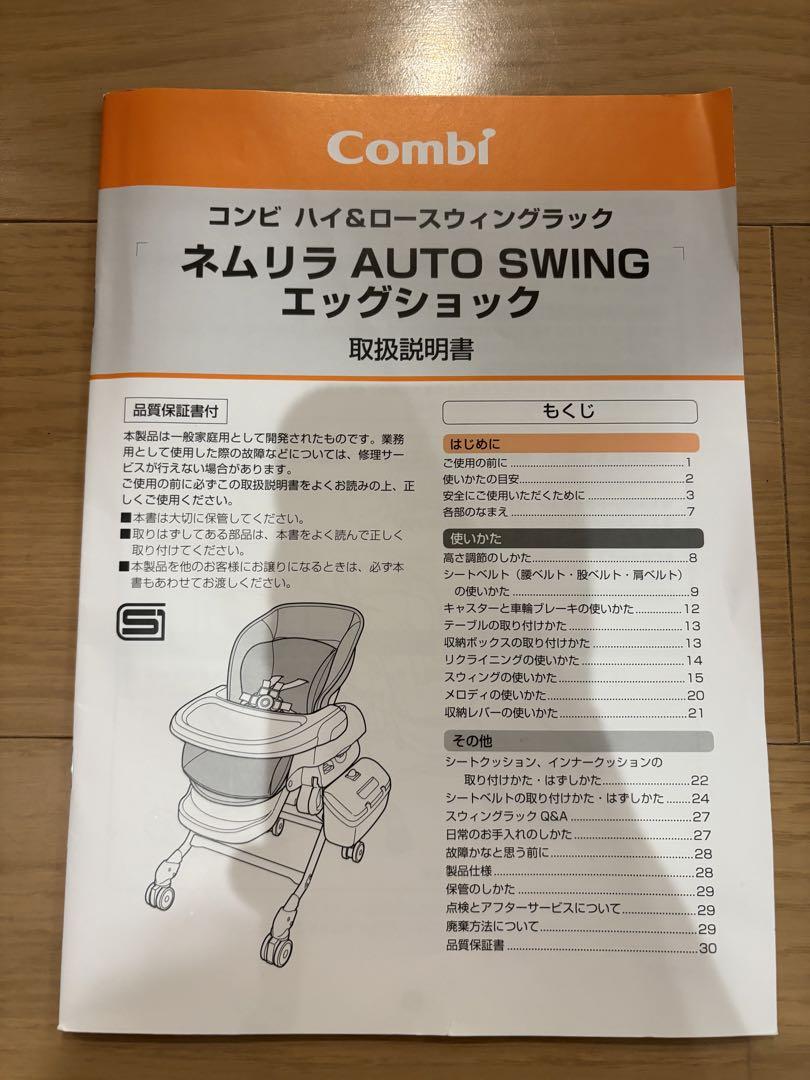 Combi
コンビ ハイ&ロースウィングラック
ネムリラ AUTO SWING
エッグショック
取扱説明書
品質保証書付
本製品は一般家庭用として開発されたものです。業務
用として使用した際の故障などについては、修理サー
ビスが行えない場合があります。
ご使用の前に必ずこの取扱説明書をよくお読みの上、正
しくご使用ください。
■本書は大切に保管してください。
■取りはずしてある部品は、本書をよく読んで正しく
取り付けてください。
■本製品を他のお客様にお譲りになるときは、必ず本
書もあわせてお渡しください。
もくじ
はじめに
ご使用の前に ........................................1
使いかたの目安......................................2
安全にご使用いただくために ......................3
各部のなまえ ........................................7
使いかた
高さ調節のしかた....................................8
シートベルト（腰ベルト・股ベルト・肩ベルト）
の使いかた ..........................................9
キャスターと車輪ブレーキの使いかた ..............12
テーブルの取り付けかた ............................13
収納ボックスの取り付けかた ........................13
リクライニングの使いかた ..........................14
スウィングの使いかた ..............................15
メロディの使いかた..................................20
収納レバーの使いかた................................21
その他
シートクッション、インナークッションの
取り付けかた・はずしかた............................22
シートベルトの取り付けかた・はずしかた ........24
スウィングラック Q&A ..............................27
日常のお手入れのしかた..............................27
故障かなと思う前に..................................28
製品仕様............................................28
保管のしかた ......................................29
点検とアフターサービスについて......................29
廃棄方法について....................................29
品質保証書 ........................................30